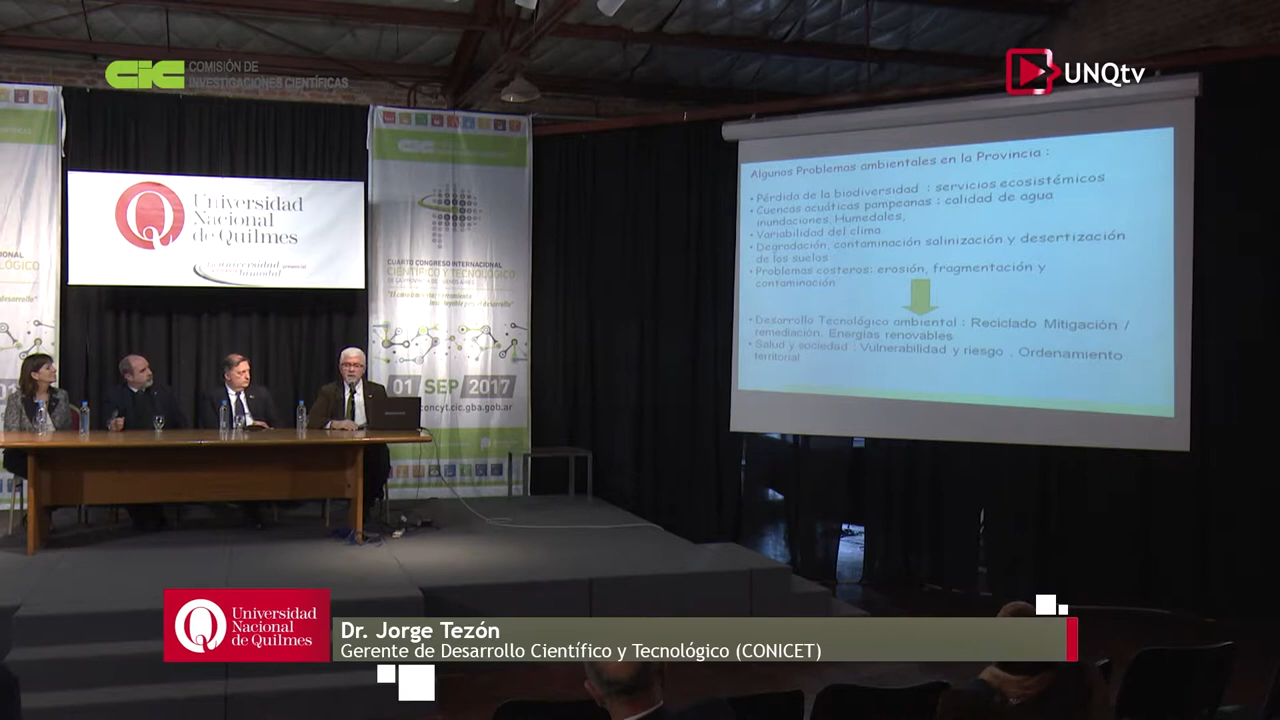 CIC COMISIÓN DE
INVESTIGACIONES CIENTÍFICAS
UNQtv
Universidad
Nacional
de Quilmes
CUARTO CONGRESO INTERNACIONAL
CIENTÍFICO Y TECNOLÓGICO
01 SEP 2017
Algunos Problemas ambientales en la Provincia :
• Pérdida de la biodiversidad : servicios ecosistémicos
• Cuencas acuáticas pampeanas : calidad de agua
inundaciones, Humedales,
• Variabilidad del clima
• Degradación, contaminación salinización y desertización
de los suelos
• Problemas costeros: erosión, fragmentación y
contaminación
• Desarrollo Tecnológico ambiental : Reciclado Mitigación /
remediación. Energías renovables
• Salud y sociedad : Vulnerabilidad y riesgo . Ordenamiento
territorial
Universidad
Nacional
de Quilmes
Dr. Jorge Tezón
Gerente de Desarrollo Científico y Tecnológico (CONICET)